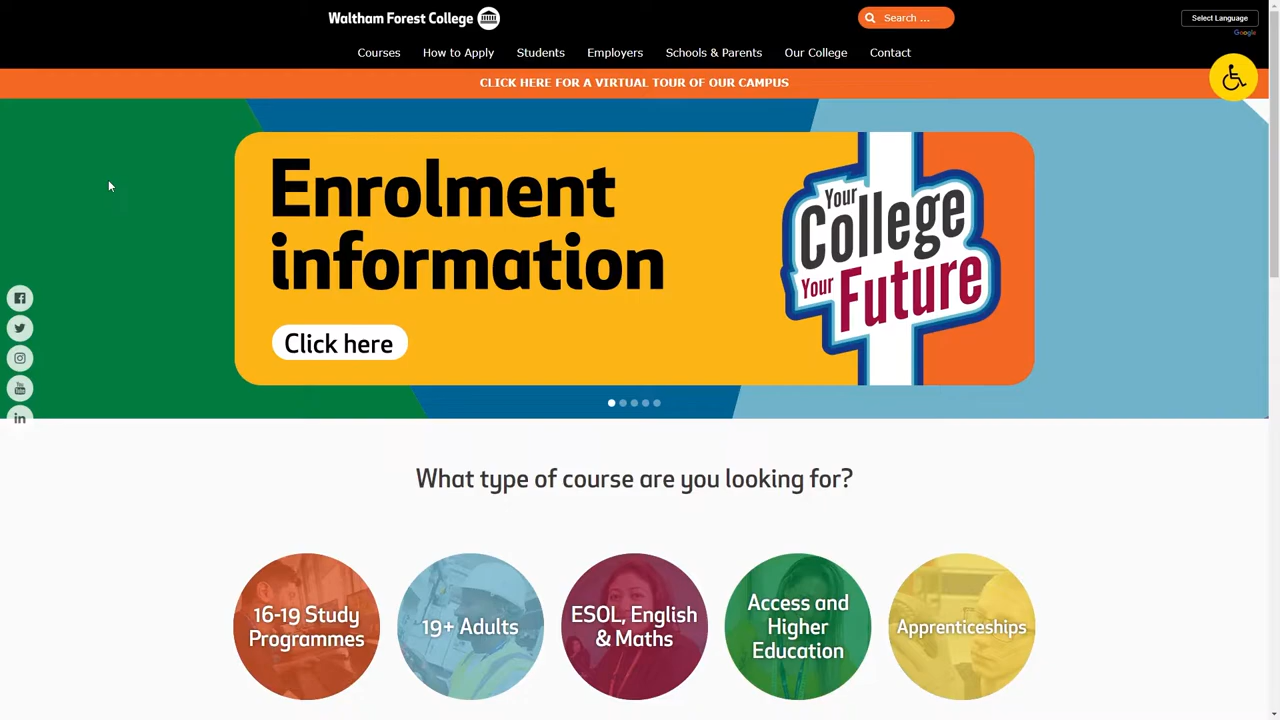 Waltham Forest College
Search ...
Select Language
Google
Courses
How to Apply
Students
Employers
Schools & Parents
Our College
Contact
CLICK HERE FOR A VIRTUAL TOUR OF OUR CAMPUS
Enrolment
information
Click here
Your
College
Your
Future
What type of course are you looking for?
16-19 Study
Programmes
19+ Adults
ESOL, English
& Maths
Access and
Higher
Education
Apprenticeships